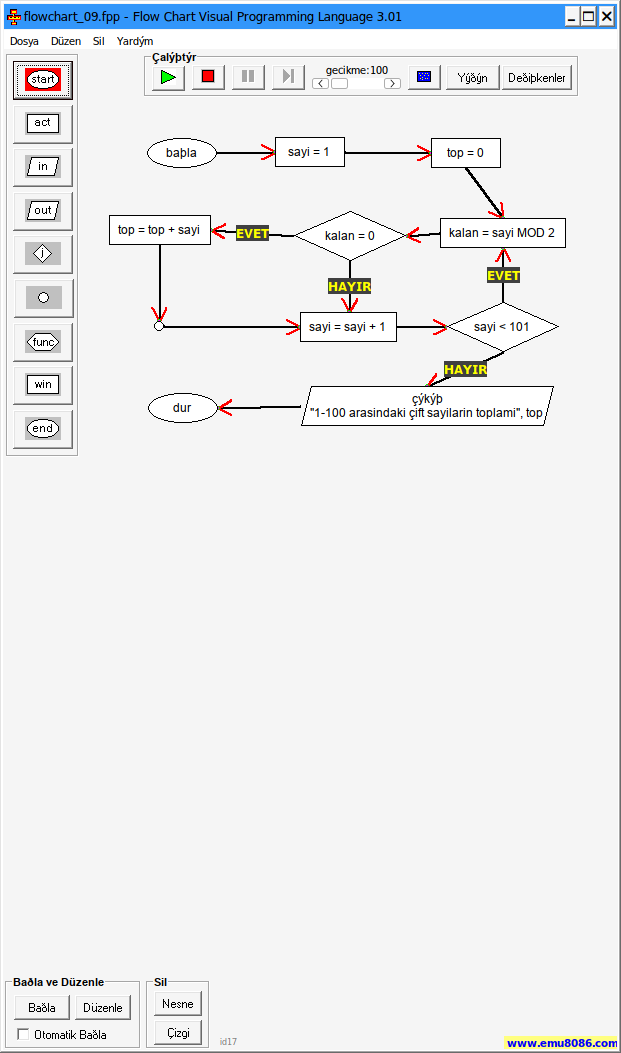 flowchart_09.fpp - Flow Chart Visual Programming Language 3.01
Dosya Düzen Sil Yardým
Çalýþtýr
gecikme:100
Yýðýn
Deðiþkenler
start
act
in
out
i
func
win
end
baþla
sayi = 1
top = 0
top = top + sayi
EVET
kalan = 0
kalan = sayi MOD 2
HAYIR
EVET
sayi = sayi + 1
sayi < 101
HAYIR
dur
çýkýþ
"1-100 arasindaki çift sayilarin toplami", top
Baðla ve Düzenle
Baðla
Düzenle
Otomatik Baðla
Sil
Nesne
Çizgi
id17
www.emu8086.com